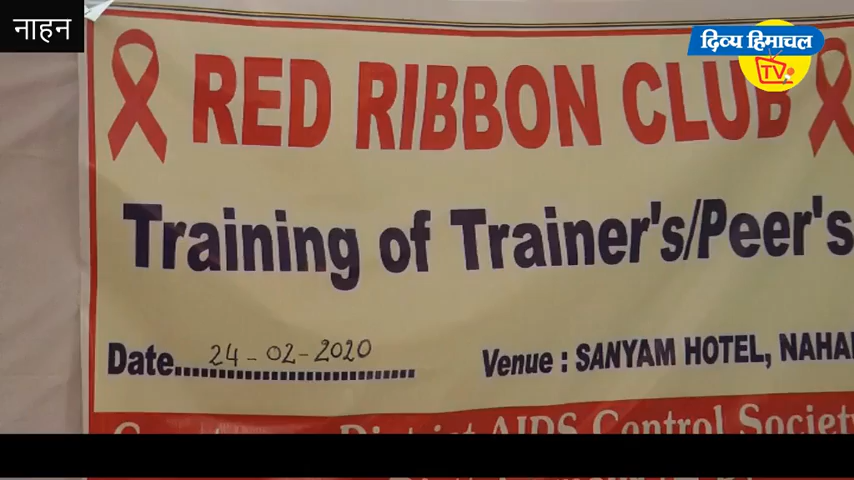 नाहन
दिव्य हिमाचल
TV
RED RIBBON CLUB
Training of Trainer's/Peer's
Date 24-02-2020
Venue : SANYAM HOTEL, NAHA
District AIDS Control Society